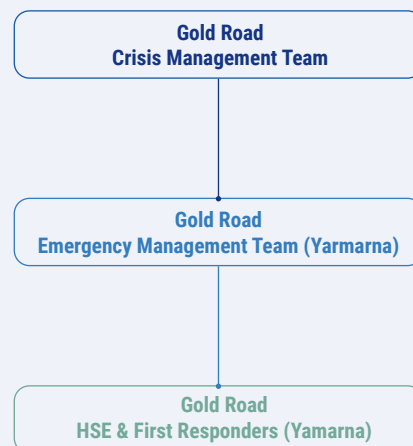 Gold Road
Crisis Management Team
Gold Road
Emergency Management Team (Yarmarna)
Gold Road
HSE & First Responders (Yamarna)